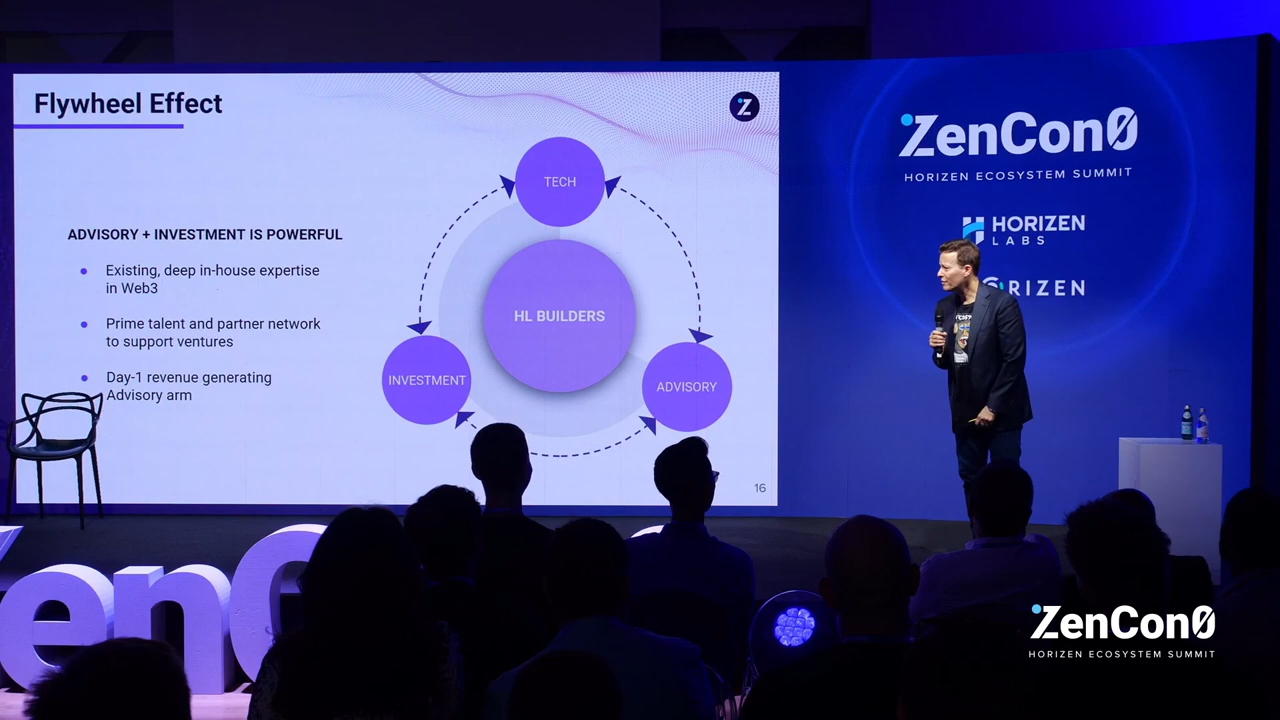 Flywheel Effect
ADVISORY + INVESTMENT IS POWERFUL
Existing, deep in-house expertise
in Web3
Prime talent and partner network
to support ventures
Day-1 revenue generating
Advisory arm
TECH
HL BUILDERS
INVESTMENT
ADVISORY
16
ZenCon0
HORIZEN ECOSYSTEM SUMMIT
HORIZEN
LABS
RIZEN
enC
ZenCon0
HORIZEN ECOSYSTEM SUMMIT